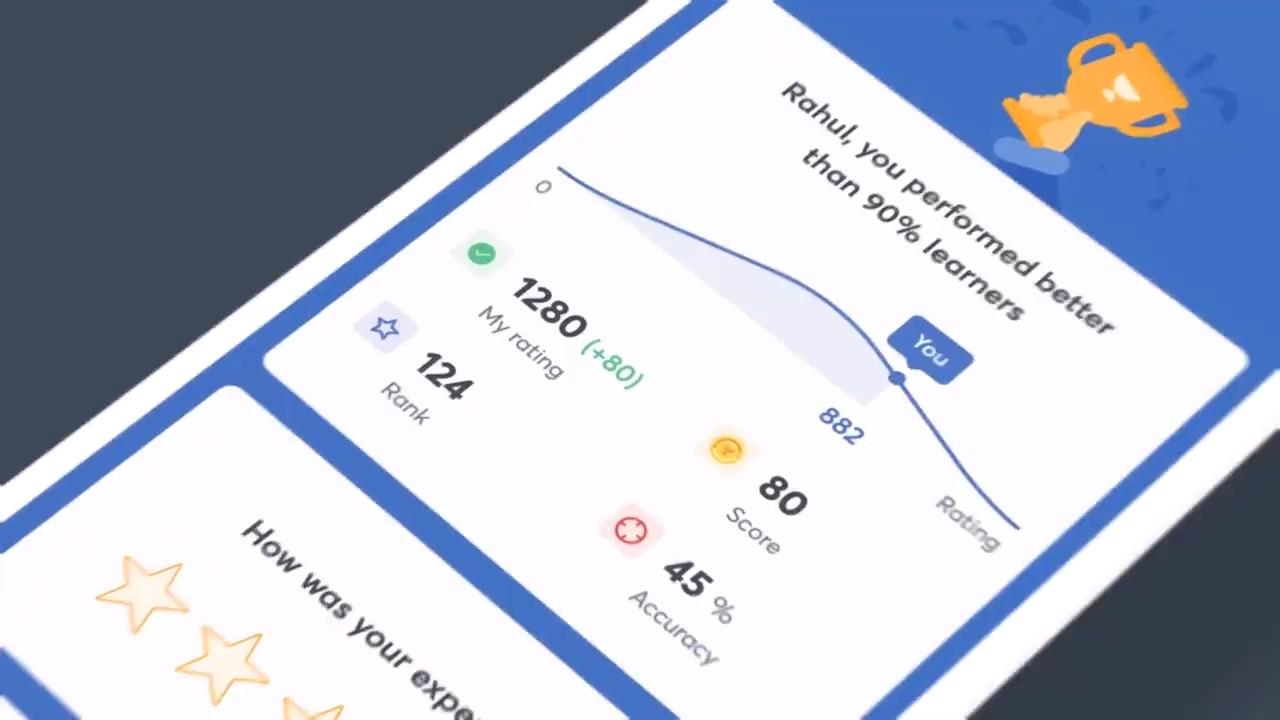 Rahul, you performed better
than 90% learners
You
0
882
Rating
1280 (+80)
My rating
80
Score
124
Rank
45 %
Accuracy
How was your